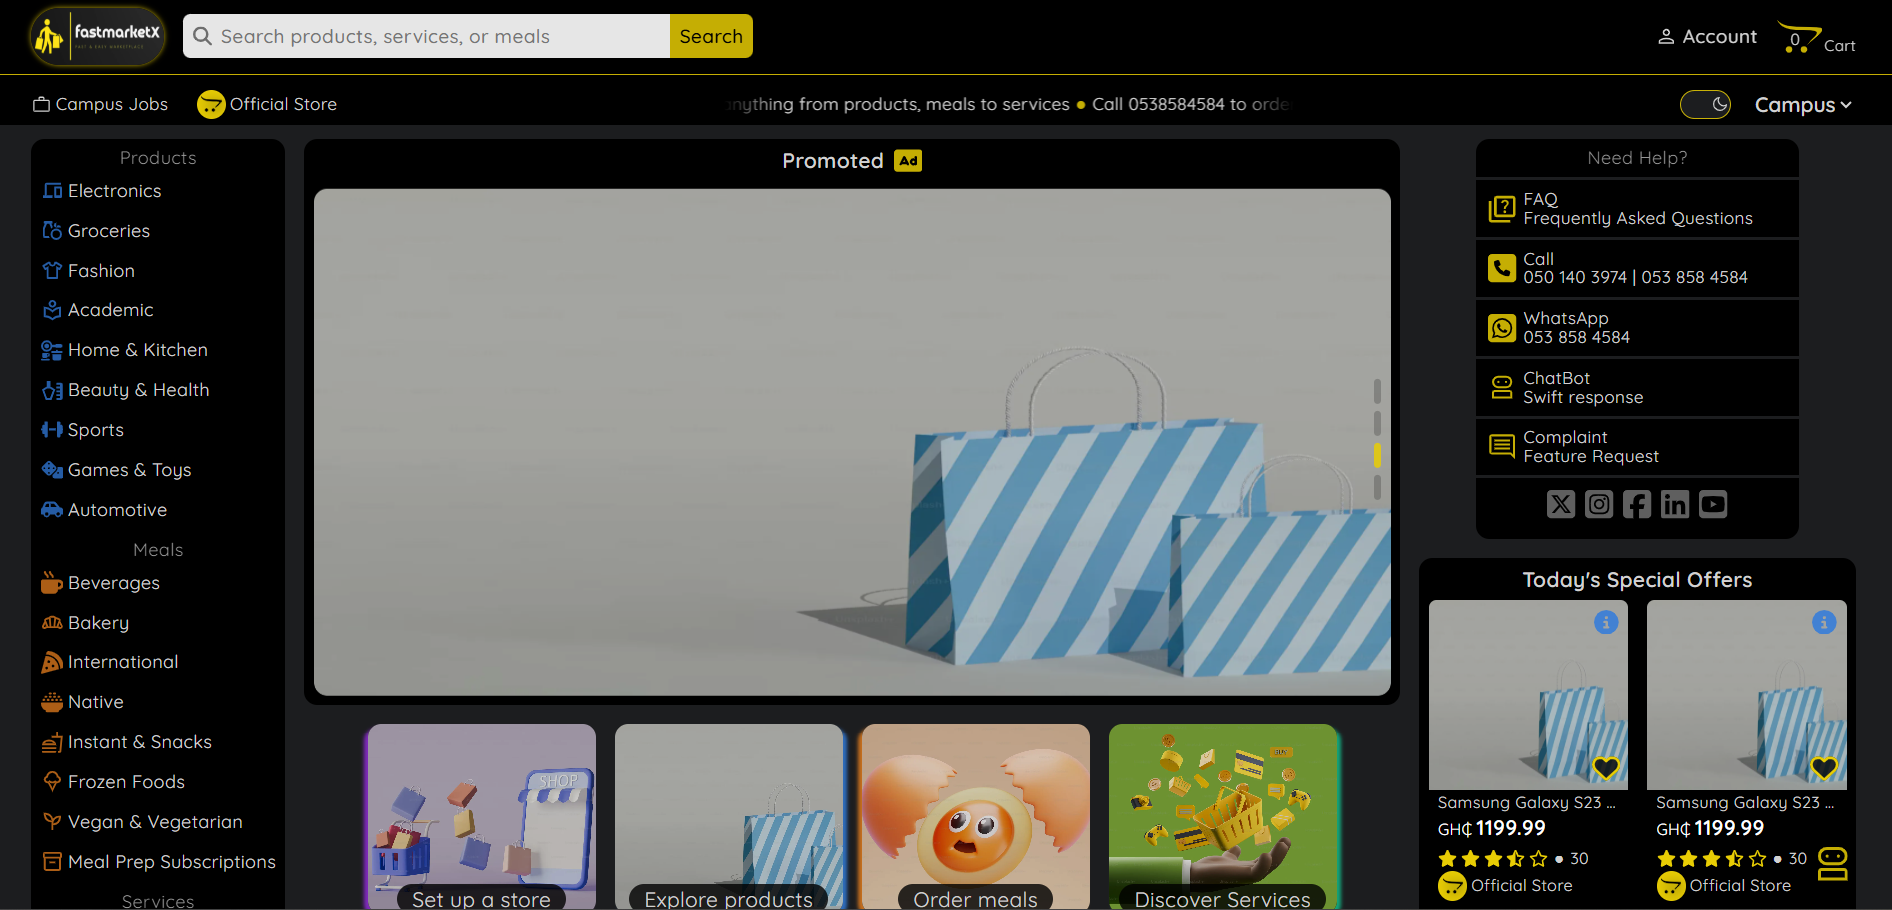 fastmarketX
FAST & EASY MARKETPLACE
Search products, services, or meals
Search
Account
0
Cart
Campus Jobs
Official Store
anything from products, meals to services ● Call 0538584584 to orde
Campus
Products
Electronics
Groceries
Fashion
Academic
Home & Kitchen
Beauty & Health
Sports
Games & Toys
Automotive
Meals
Beverages
Bakery
International
Native
Instant & Snacks
Frozen Foods
Vegan & Vegetarian
Meal Prep Subscriptions
Services
Promoted Ad
SHOP
Set up a store
Explore products
Order meals
BUY
Discover Services
Need Help?
FAQ
Frequently Asked Questions
Call
050 140 3974 | 053 858 4584
WhatsApp
053 858 4584
ChatBot
Swift response
Complaint
Feature Request
Today's Special Offers
Samsung Galaxy S23 ...
GH₵ 1199.99
● 30
Official Store
Samsung Galaxy S23 ...
GH₵ 1199.99
● 30
Official Store